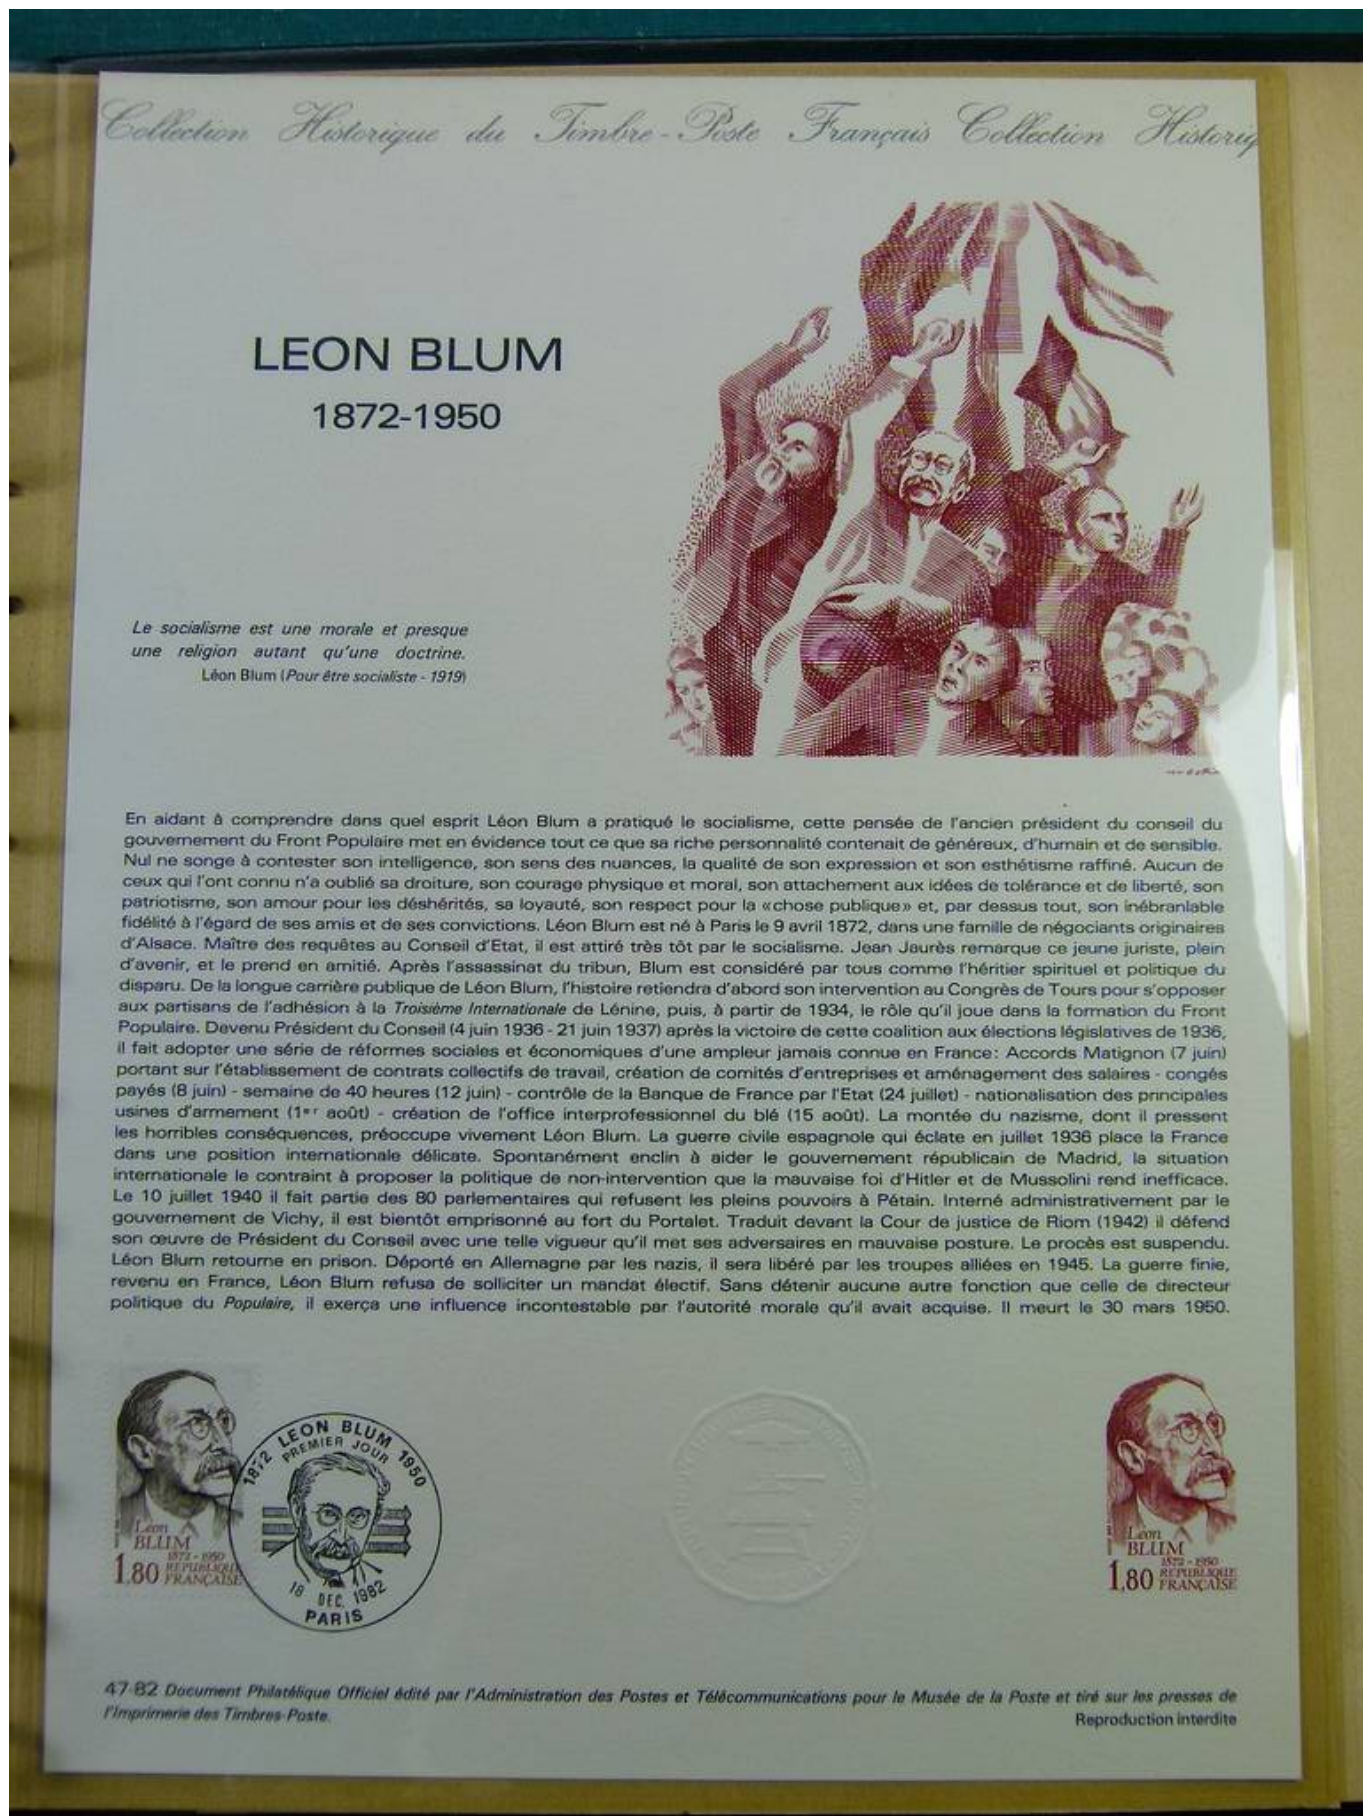 Collection Historique du Timbre-Poste Français Collection Historiq
LEON BLUM
1872-1950
Le socialisme est une morale et presque
une religion autant qu'une doctrine.
Léon Blum (Pour être socialiste - 1919)
En aidant à comprendre dans quel esprit Léon Blum a pratiqué le socialisme, cette pensée de l'ancien président du conseil du
gouvernement du Front Populaire met en évidence tout ce que sa riche personnalité contenait de généreux, d'humain et de sensible.
Nul ne songe à contester son intelligence, son sens des nuances, la qualité de son expression et son esthétisme raffiné. Aucun de
ceux qui l'ont connu n'a oublié sa droiture, son courage physique et moral, son attachement aux idées de tolérance et de liberté, son
patriotisme, son amour pour les déshérités, sa loyauté, son respect pour la «chose publique» et, par dessus tout, son inébranlable
fidélité à l'égard de ses amis et de ses convictions. Léon Blum est né à Paris le 9 avril 1872, dans une famille de négociants originaires
d'Alsace. Maître des requêtes au Conseil d'Etat, il est attiré très tôt par le socialisme. Jean Jaurès remarque ce jeune juriste, plein
d'avenir, et le prend en amitié. Après l'assassinat du tribun, Blum est considéré par tous comme l'héritier spirituel et politique du
disparu. De la longue carrière publique de Léon Blum, l'histoire retiendra d'abord son intervention au Congrès de Tours pour s'opposer
aux partisans de l'adhésion à la Troisième Internationale de Lénine, puis, à partir de 1934, le rôle qu'il joue dans la formation du Front
Populaire. Devenu Président du Conseil (4 juin 1936 - 21 juin 1937) après la victoire de cette coalition aux élections législatives de 1936,
il fait adopter une série de réformes sociales et économiques d'une ampleur jamais connue en France: Accords Matignon (7 juin)
portant sur l'établissement de contrats collectifs de travail, création de comités d'entreprises et aménagement des salaires - congés
payés (8 juin) - semaine de 40 heures (12 juin) - contrôle de la Banque de France par l'Etat (24 juillet) - nationalisation des principales
usines d'armement (1er août) - création de l'office interprofessionnel du blé (15 août). La montée du nazisme, dont il pressent
les horribles conséquences, préoccupe vivement Léon Blum. La guerre civile espagnole qui éclate en juillet 1936 place la France
dans une position internationale délicate. Spontanément enclin à aider le gouvernement républicain de Madrid, la situation
internationale le contraint à proposer la politique de non-intervention que la mauvaise foi d'Hitler et de Mussolini rend inefficace.
Le 10 juillet 1940 il fait partie des 80 parlementaires qui refusent les pleins pouvoirs à Pétain. Interné administrativement par le
gouvernement de Vichy, il est bientôt emprisonné au fort du Portalet. Traduit devant la Cour de justice de Riom (1942) il défend
son œuvre de Président du Conseil avec une telle vigueur qu'il met ses adversaires en mauvaise posture. Le procès est suspendu.
Léon Blum retourne en prison. Déporté en Allemagne par les nazis, il sera libéré par les troupes alliées en 1945. La guerre finie,
revenu en France, Léon Blum refusa de solliciter un mandat électif. Sans détenir aucune autre fonction que celle de directeur
politique du Populaire, il exerça une influence incontestable par l'autorité morale qu'il avait acquise. Il meurt le 30 mars 1950.
Léon
BLUM
1872 - 1950
1,80 REPUBLIQUE
FRANÇAISE
1872 LEON BLUM 1950
PREMIER JOUR
18 DEC. 1982
PARIS
Léon
BLUM
1872 - 1950
1,80 REPUBLIQUE
FRANÇAISE
47-82 Document Philatélique Officiel édité par l'Administration des Postes et Télécommunications pour le Musée de la Poste et tiré sur les presses de
l'Imprimerie des Timbres-Poste.
Reproduction interdite